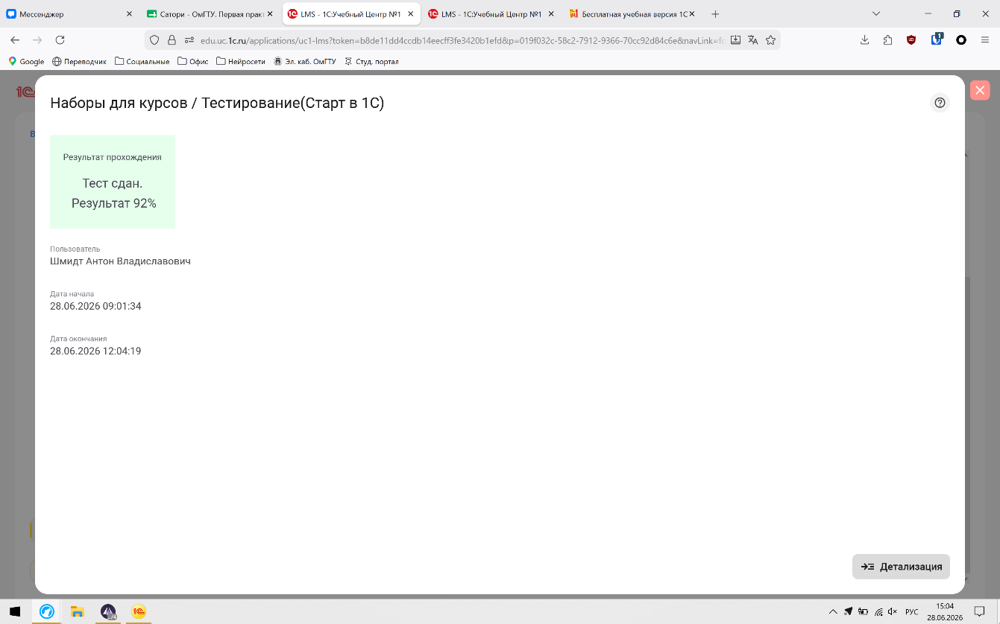 Мессенджер
Сатори - ОмГТУ. Первая практ
LMS - 1С:Учебный Центр №1
LMS - 1С:Учебный Центр №1
Бесплатная учебная версия 1С
edu.uc.1c.ru/applications/uc1-lms?token=b8de11dd4ccdb14eecff3fe3420b1efd&p=019f032c-58c2-7912-9366-70cc92d84c6e&navLink=fo
1
Google
Переводчик
Социальные
Офис
Нейросети
Эл. каб. ОмГТУ
Студ. портал
Наборы для курсов / Тестирование(Старт в 1С)
Результат прохождения
Тест сдан.
Результат 92%
Пользователь
Шмидт Антон Владиславович
Дата начала
28.06.2026 09:01:34
Дата окончания
28.06.2026 12:04:19
Детализация
РУС
15:04
28.06.2026